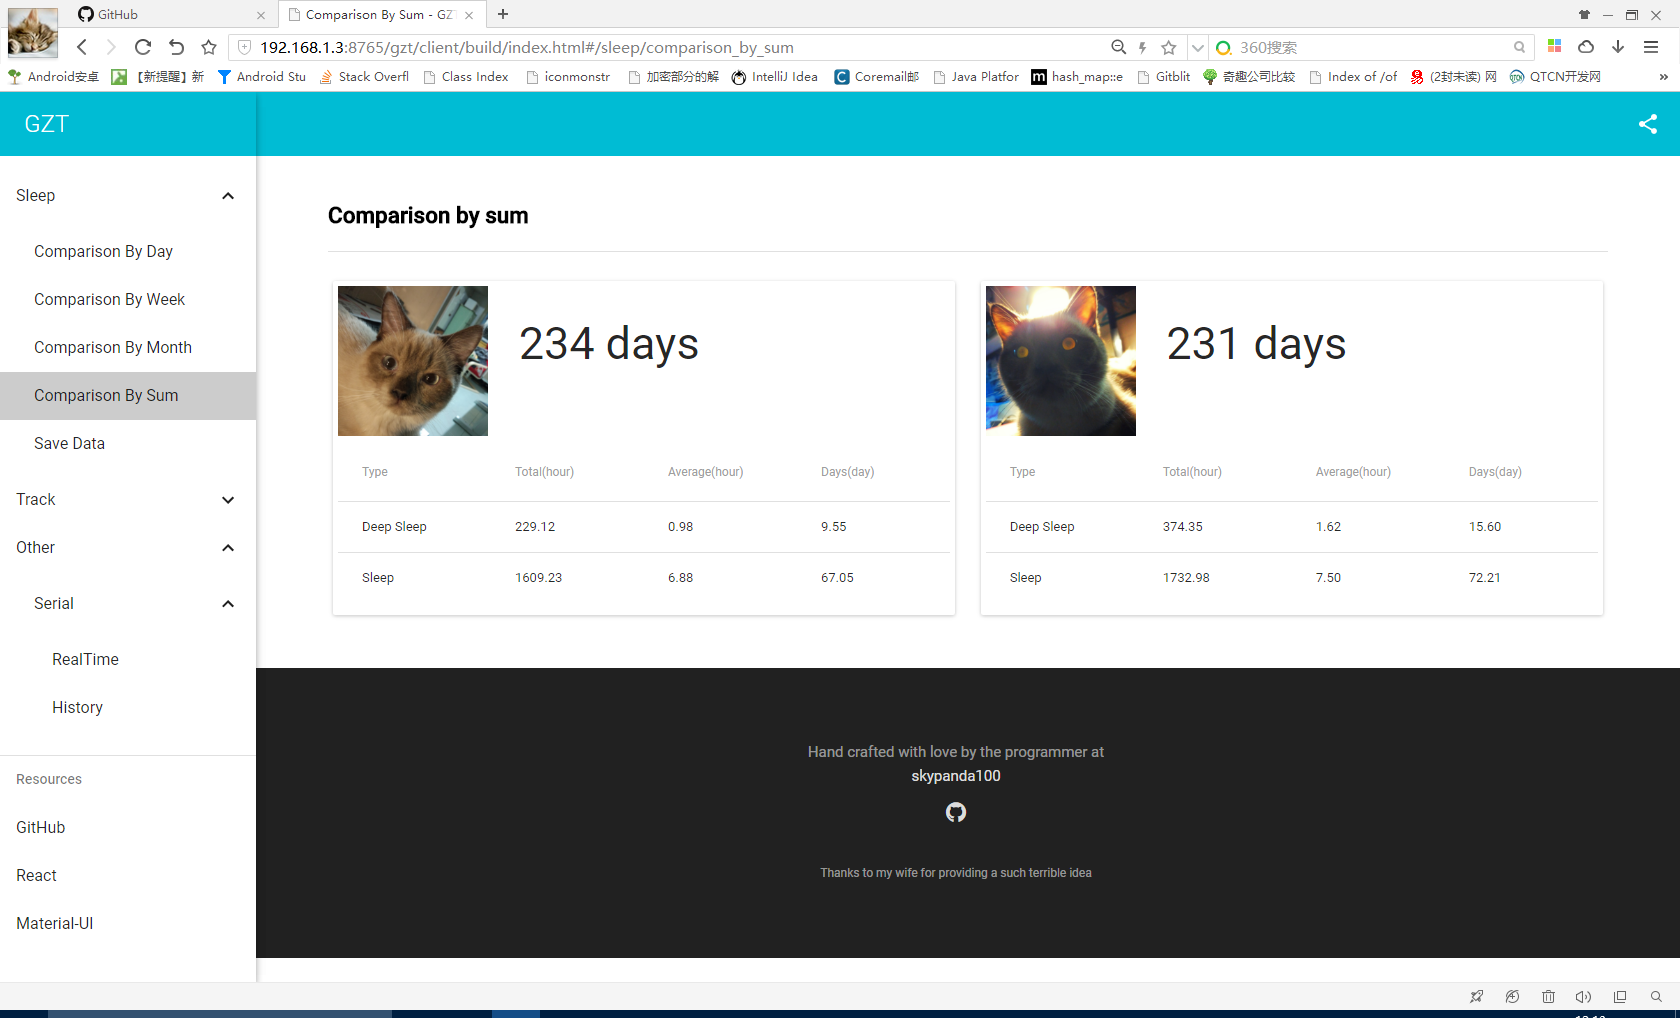 GitHub
Comparison By Sum - GZ
192.168.1.3:8765/gzt/client/build/index.html#/sleep/comparison_by_sum
360搜索
Android安卓 【新提醒】新 Android Stu Stack Overfl Class Index iconmonstr 加密部分的解 IntelliJ Idea Coremail邮 Java Platfor hash_map::e Gitblit 奇趣公司比较 Index of /of (2封未读) 网 QTCN开发网
GZT
Sleep
Comparison By Day
Comparison By Week
Comparison By Month
Comparison By Sum
Save Data
Track
Other
Serial
RealTime
History
Resources
GitHub
React
Material-UI
Comparison by sum
234 days
Type Total(hour) Average(hour) Days(day)
Deep Sleep 229.12 0.98 9.55
Sleep 1609.23 6.88 67.05
231 days
Type Total(hour) Average(hour) Days(day)
Deep Sleep 374.35 1.62 15.60
Sleep 1732.98 7.50 72.21
Hand crafted with love by the programmer at
skypanda100
Thanks to my wife for providing a such terrible idea